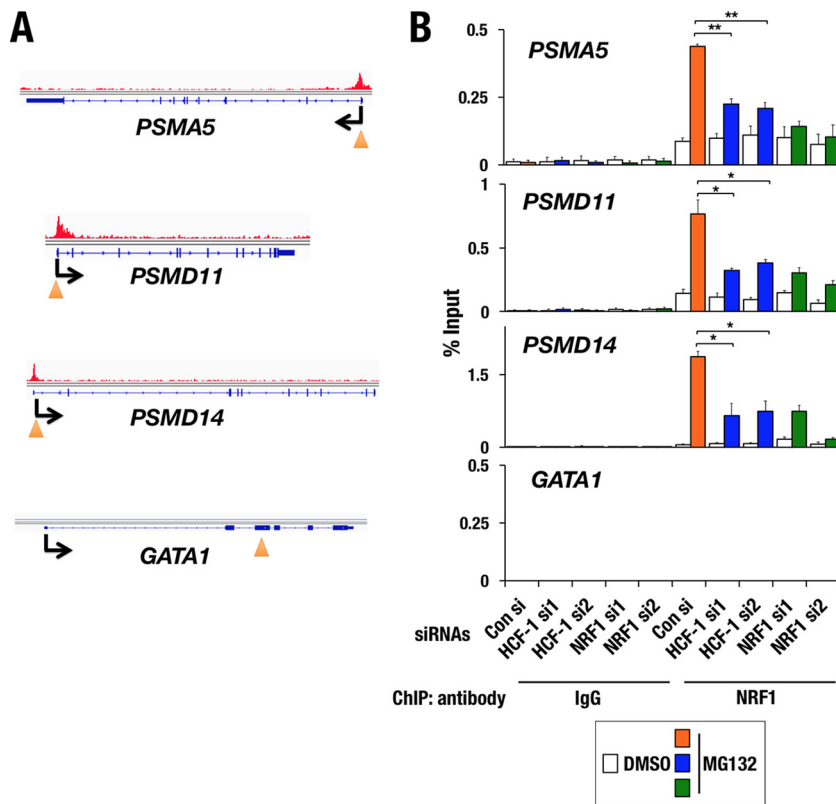 A
PSMA5
PSMD11
PSMD14
GATA1
B
% Input
0.5
0.25
0
PSMA5
**
**
1
0.5
0
PSMD11
*
*
1.5
0
PSMD14
*
*
0.5
0.25
0
GATA1
siRNAs
Con si
HCF-1 si1
HCF-1 si2
NRF1 si1
NRF1 si2
Con si
HCF-1 si1
HCF-1 si2
NRF1 si1
NRF1 si2
ChIP: antibody
IgG
NRF1
DMSO
MG132